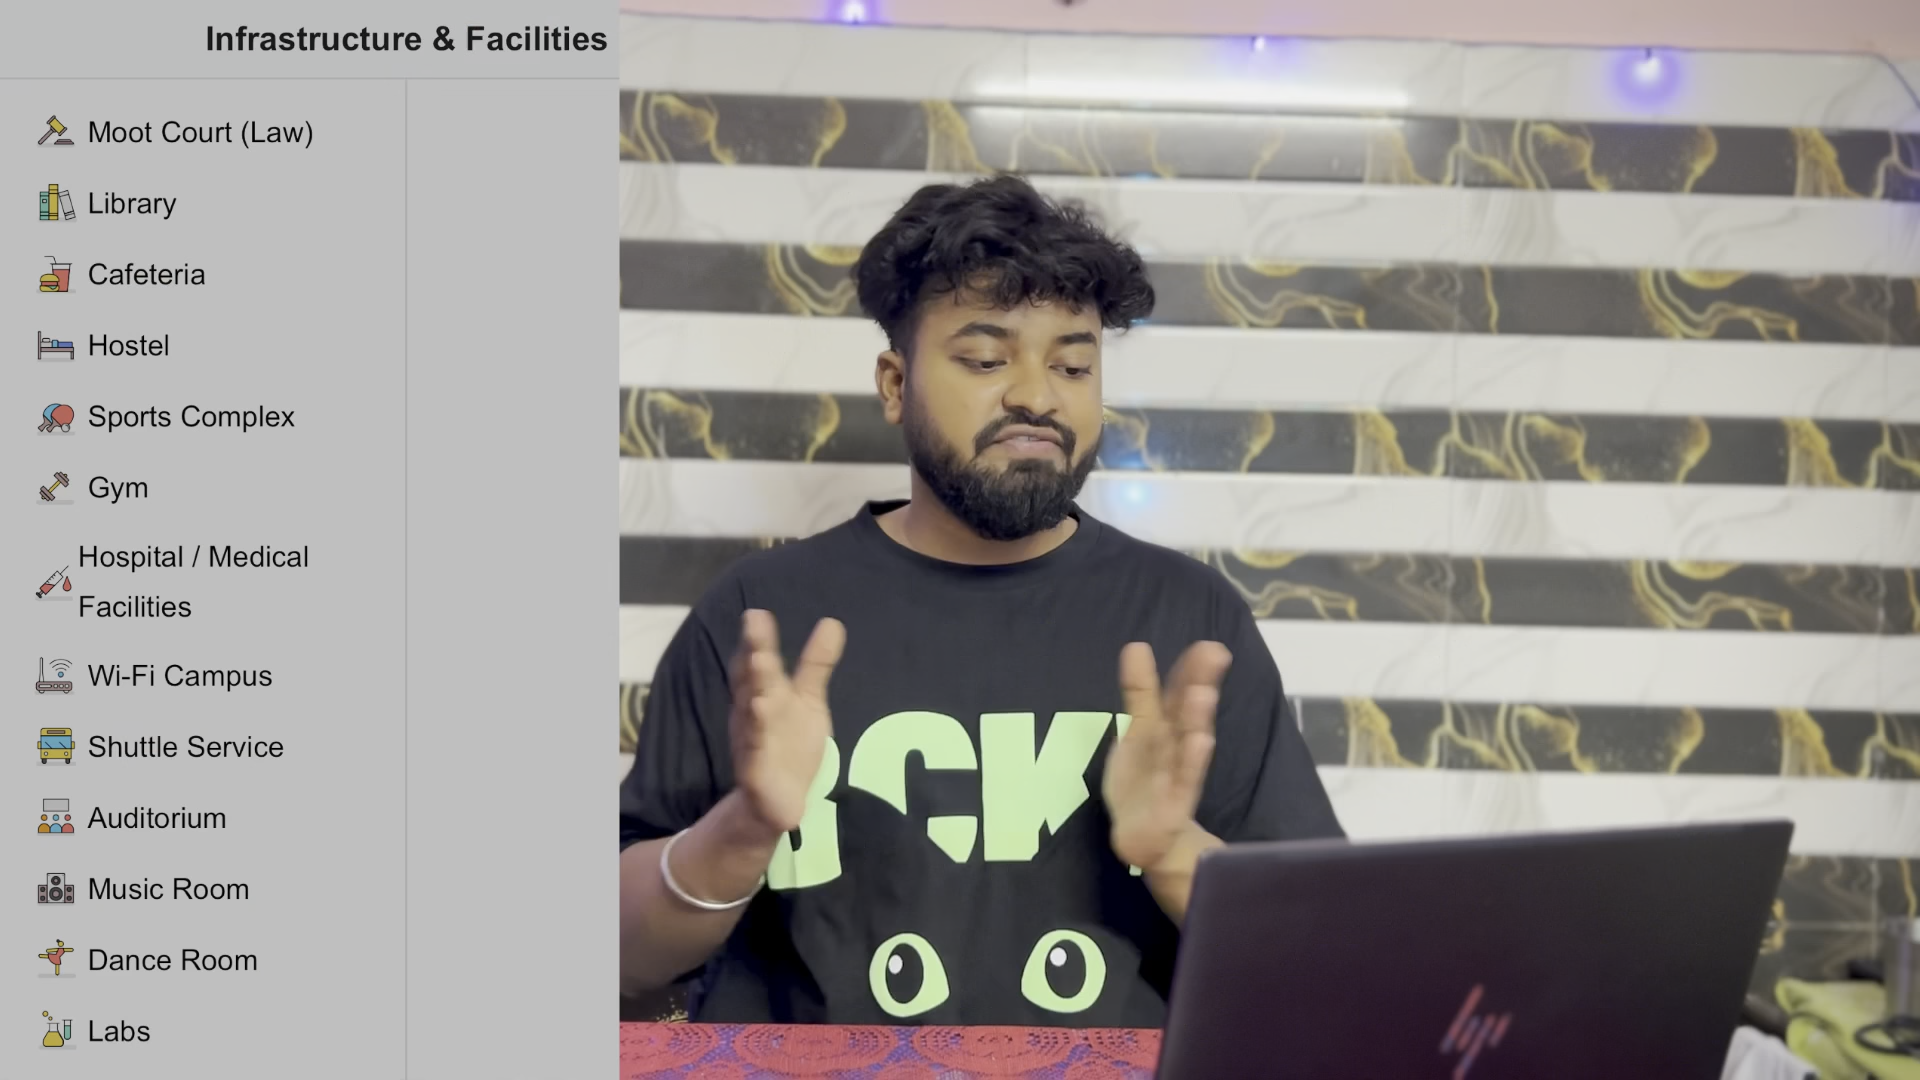 Infrastructure & Facilities
Moot Court (Law)
Library
Cafeteria
Hostel
Sports Complex
Gym
Hospital / Medical
Facilities
Wi-Fi Campus
Shuttle Service
Auditorium
Music Room
Dance Room
Labs
hp